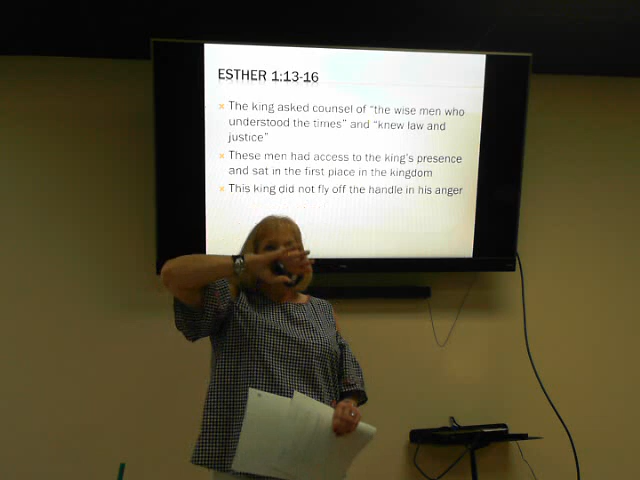 ESTHER 1:13-16
× The king asked counsel of "the wise men who
understood the times" and "knew law and
justice"
× These men had access to the king's presence
and sat in the first place in the kingdom
× This king did not fly off the handle in his anger